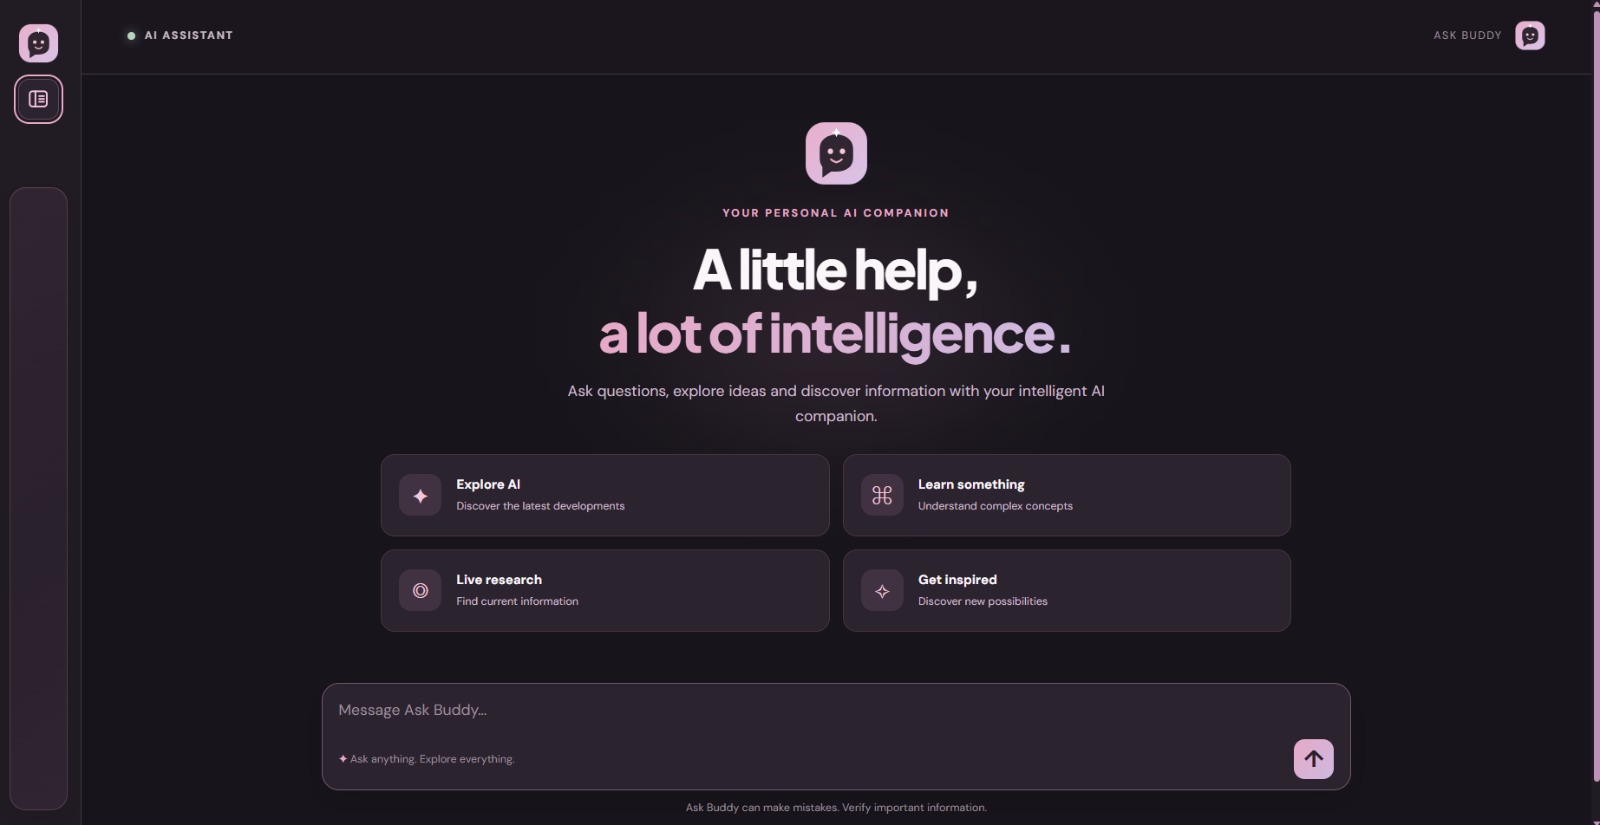 AI ASSISTANT
ASK BUDDY
YOUR PERSONAL AI COMPANION
A little help,
a lot of intelligence.
Ask questions, explore ideas and discover information with your intelligent AI
companion.
Explore AI
Discover the latest developments
Learn something
Understand complex concepts
Live research
Find current information
Get inspired
Discover new possibilities
Message Ask Buddy...
Ask anything. Explore everything.
Ask Buddy can make mistakes. Verify important information.